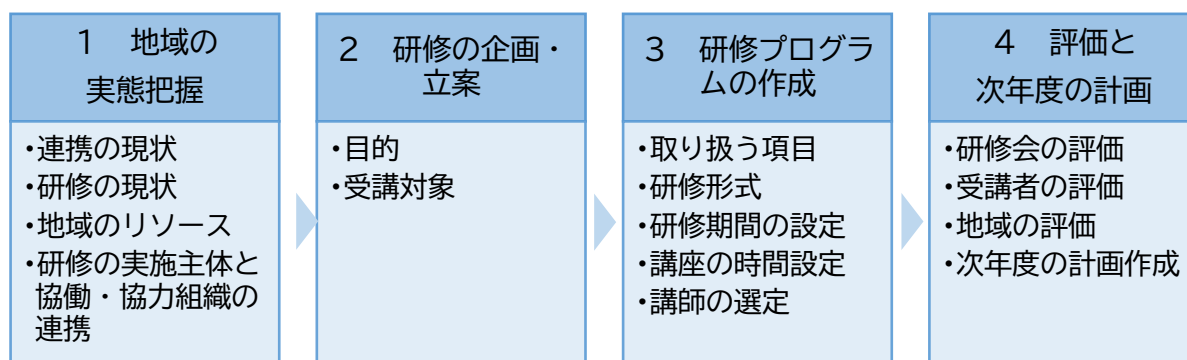 1　地域の
実態把握
・連携の現状
・研修の現状
・地域のリソース
・研修の実施主体と
協働・協力組織の
連携
2　研修の企画・
立案
・目的
・受講対象
3　研修プログラ
ムの作成
・取り扱う項目
・研修形式
・研修期間の設定
・講座の時間設定
・講師の選定
4　評価と
次年度の計画
・研修会の評価
・受講者の評価
・地域の評価
・次年度の計画作成